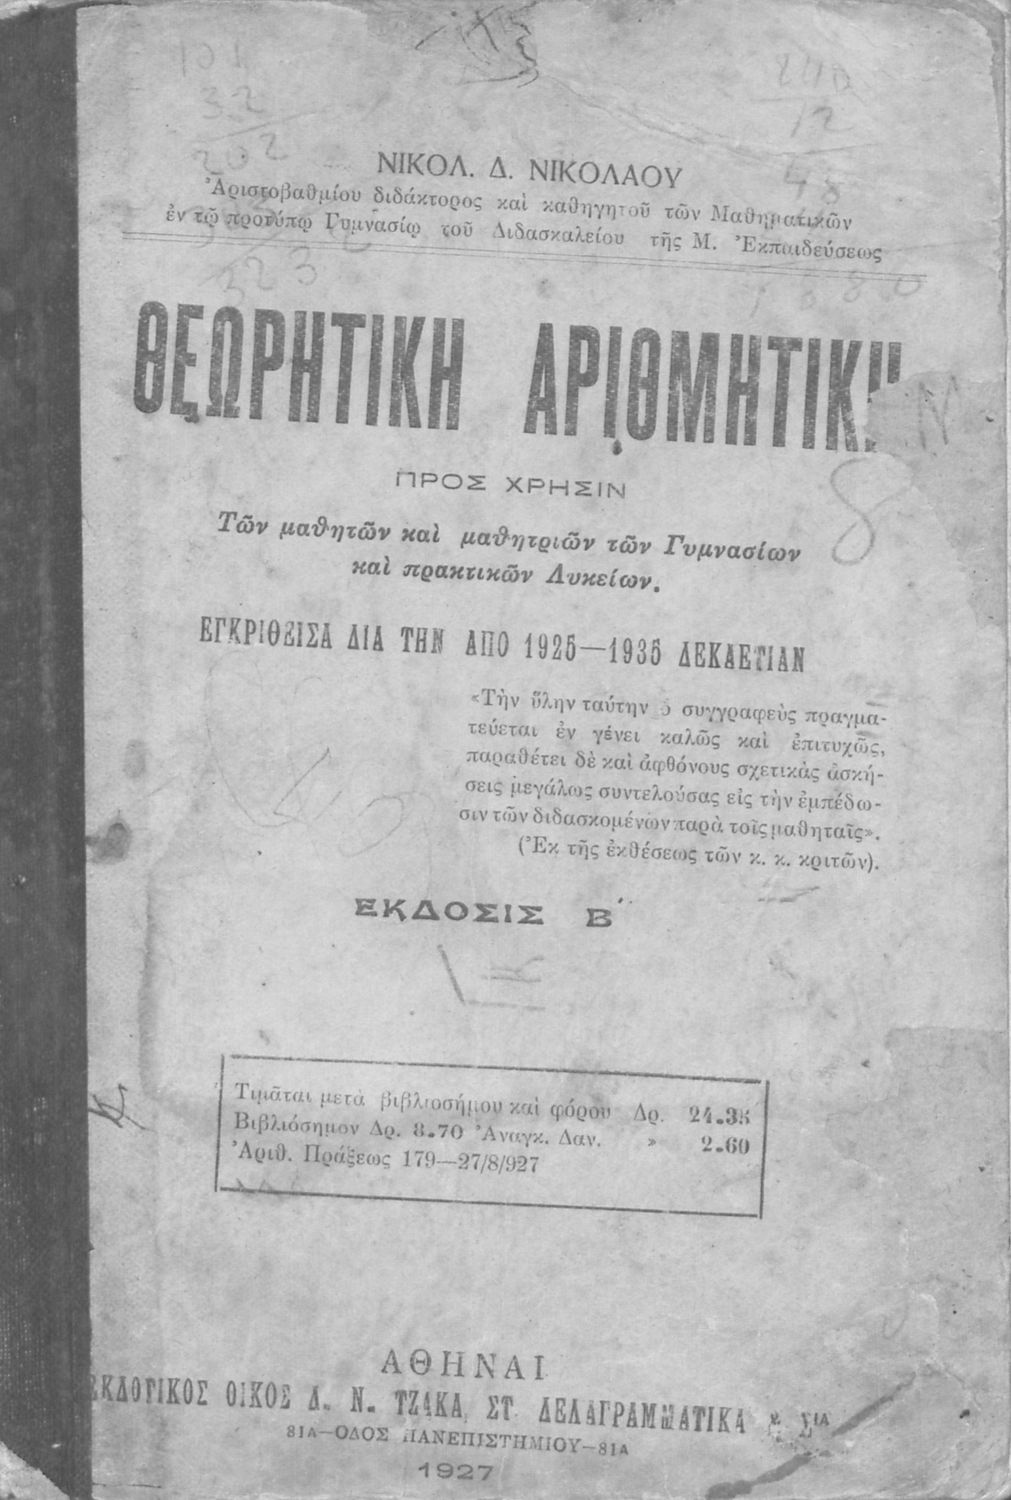 ΝΙΚΟΛ. Δ. ΝΙΚΟΛΑΟΥ
Ἀριστοβαθμίου διδάκτορος καὶ καθηγητοῦ τῶν Μαθηματικῶν
ἐν τῷ προτύπῳ Γυμνασίῳ τοῦ Διδασκαλείου τῆς Μ. Ἐκπαιδεύσεως
ΘΕΩΡΗΤΙΚΗ ΑΡΙΘΜΗΤΙΚΗ
ΠΡΟΣ ΧΡΗΣΙΝ
Τῶν μαθητῶν καὶ μαθητριῶν τῶν Γυμνασίων
καὶ πρακτικῶν Λυκείων.
ΕΓΚΡΙΘΕΙΣΑ ΔΙΑ ΤΗΝ ΑΠΟ 1925—1935 ΔΕΚΑΕΤΙΑΝ
«Τὴν ὕλην ταύτην ὁ συγγραφεὺς πραγμα-
τεύεται ἐν γένει καλῶς καὶ ἐπιτυχῶς,
παραθέτει δὲ καὶ ἀφθόνους σχετικὰς ἀσκή-
σεις μεγάλως συντελούσας εἰς τὴν ἐμπέδω-
σιν τῶν διδασκομένων παρὰ τοῖς μαθηταῖς».
(Ἐκ τῆς ἐκθέσεως τῶν κ. κ. κριτῶν).
ΕΚΔΟΣΙΣ Β΄
Τιμᾶται μετὰ βιβλιοσήμου καὶ φόρου Δρ. 24.35
Βιβλιόσημον Δρ. 8.70 Ἀναγκ. Δαν. » 2.60
Ἀριθ. Πράξεως 179—27/8/927
ΑΘΗΝΑΙ
ΕΚΔΟΤΙΚΟΣ ΟΙΚΟΣ Δ. Ν. ΤΖΑΚΑ, ΣΤ. ΔΕΛΑΓΡΑΜΜΑΤΙΚΑ & ΣΙΑ
81Α—ΟΔΟΣ ΠΑΝΕΠΙΣΤΗΜΙΟΥ—81Α
1927